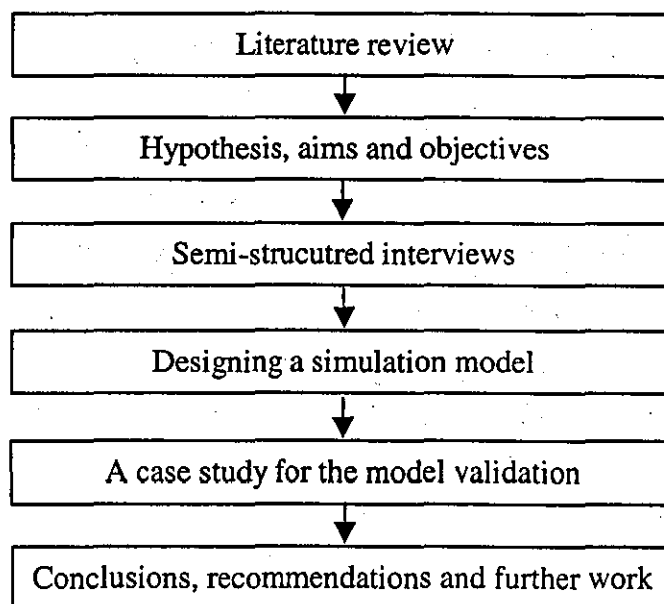 Literature review
Hypothesis, aims and objectives
Semi-strucutred interviews
Designing a simulation model
A case study for the model validation
Conclusions, recommendations and further work